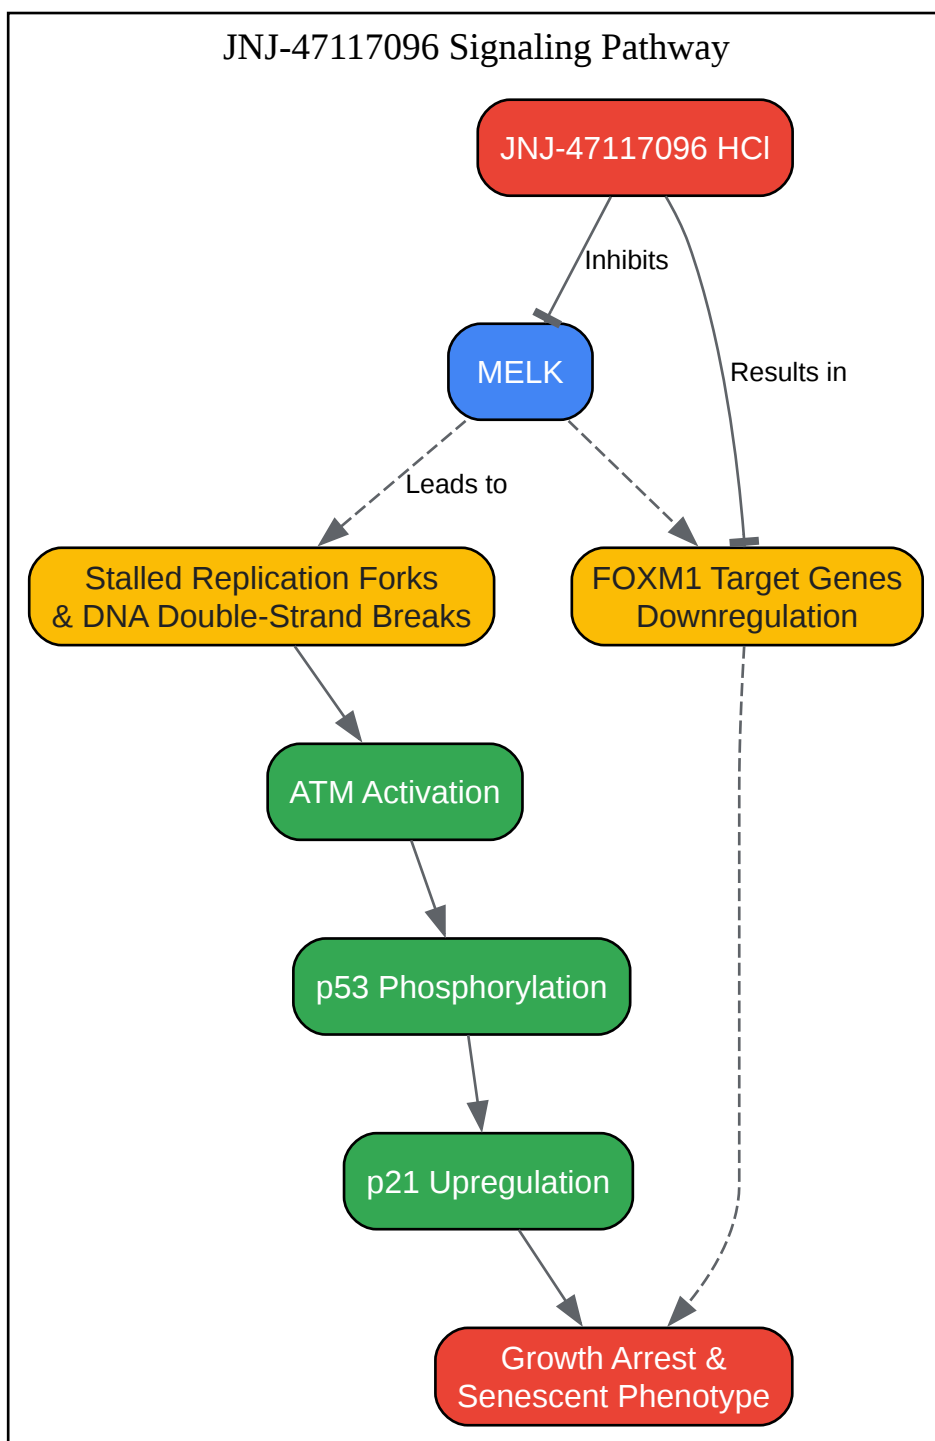 JNJ-47117096 Signaling Pathway
JNJ-47117096 HCl
Inhibits
MELK
Results in
Leads to
Stalled Replication Forks
& DNA Double-Strand Breaks
FOXM1 Target Genes
Downregulation
ATM Activation
p53 Phosphorylation
p21 Upregulation
Growth Arrest &
Senescent Phenotype